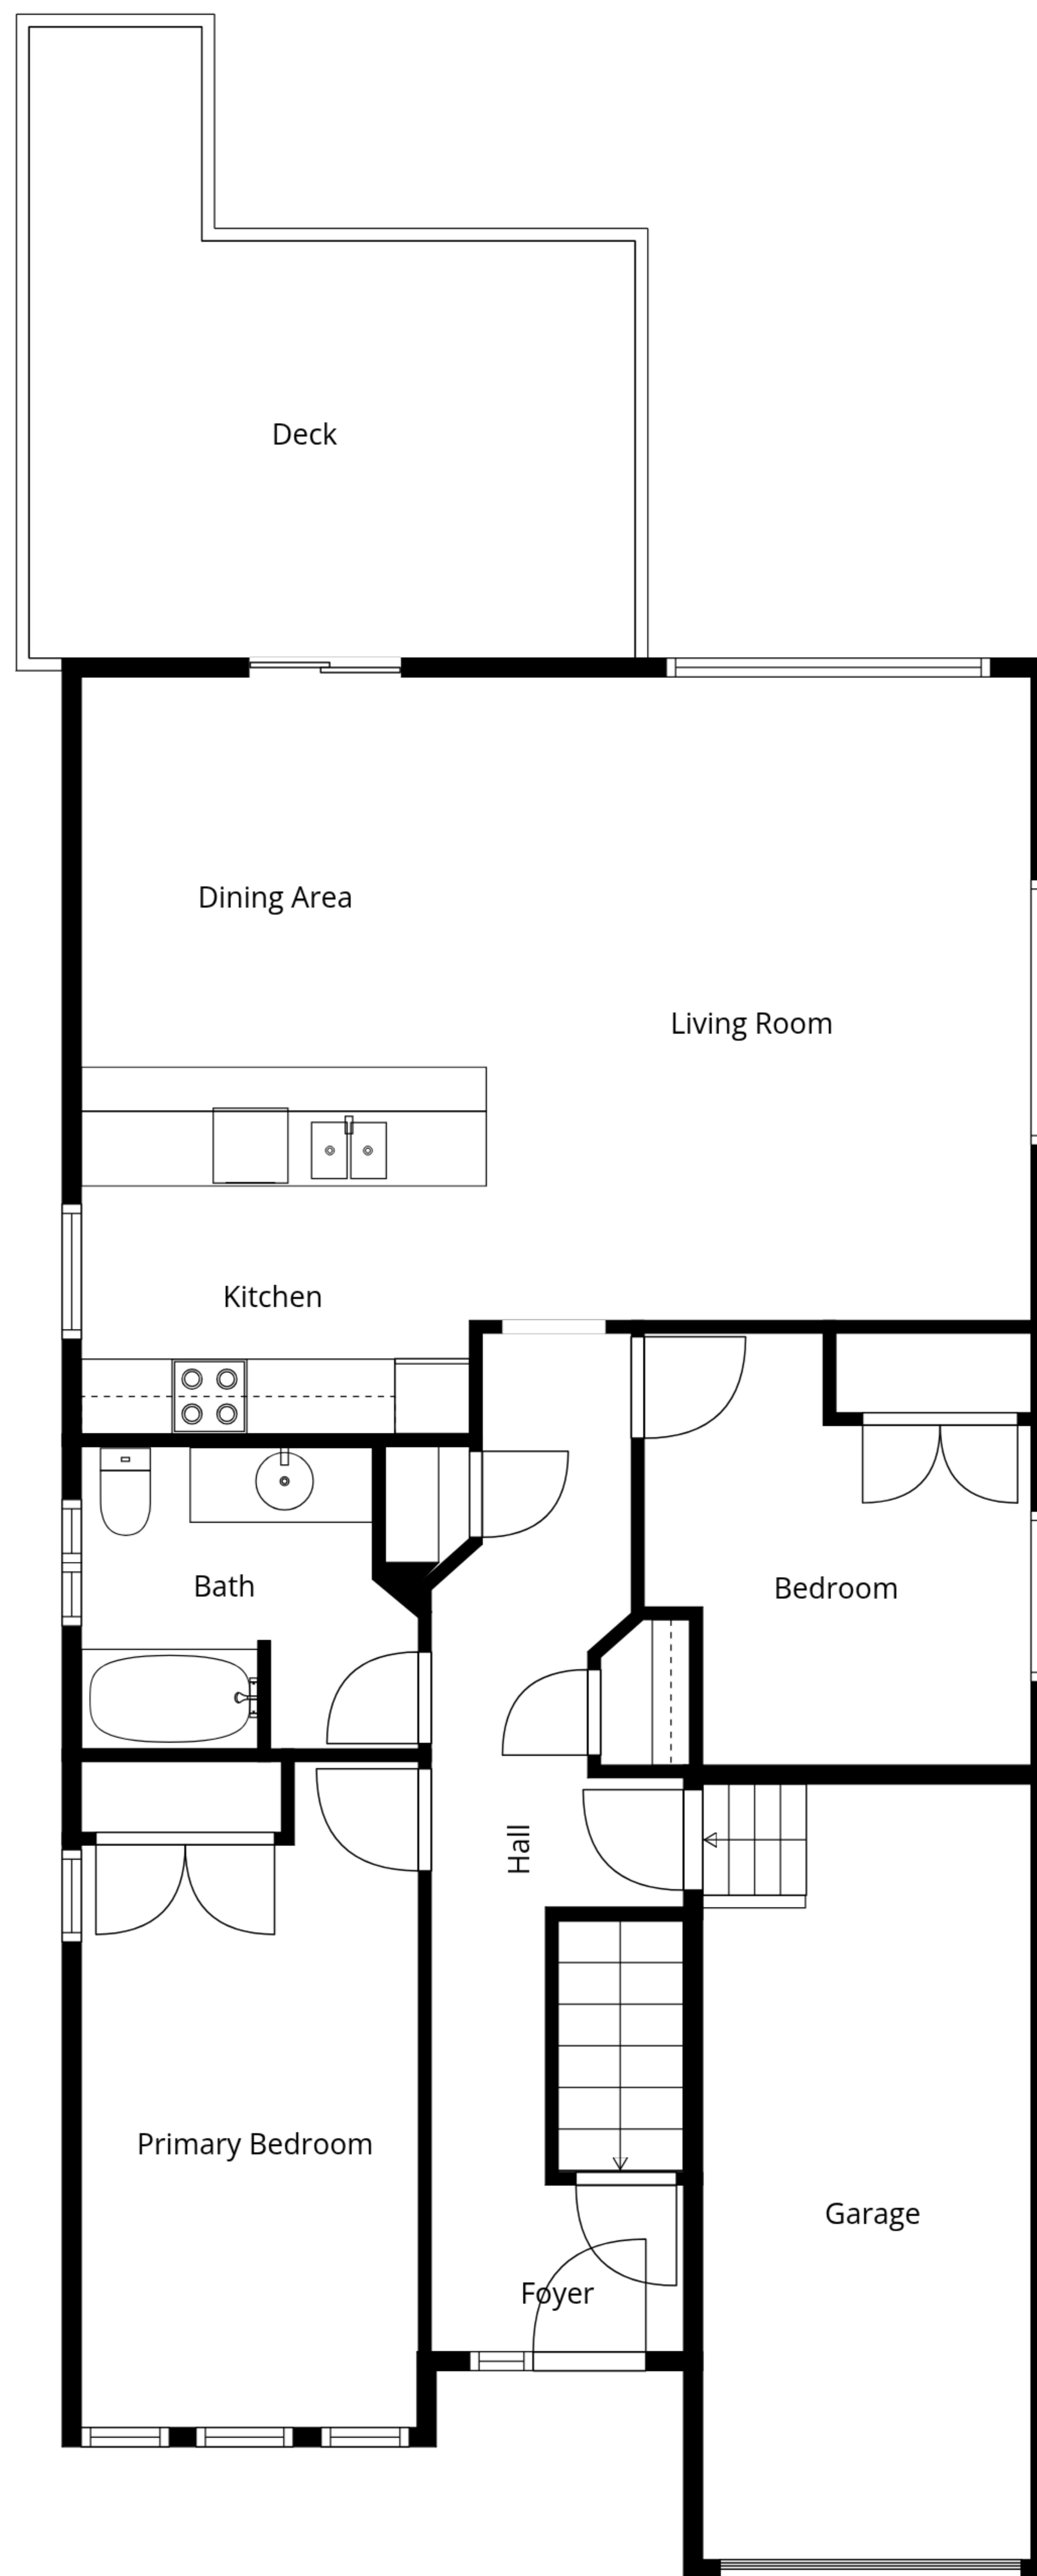 Deck
Dining Area
Living Room
Kitchen
Bath
Bedroom
Hall
Primary Bedroom
Garage
Foyer